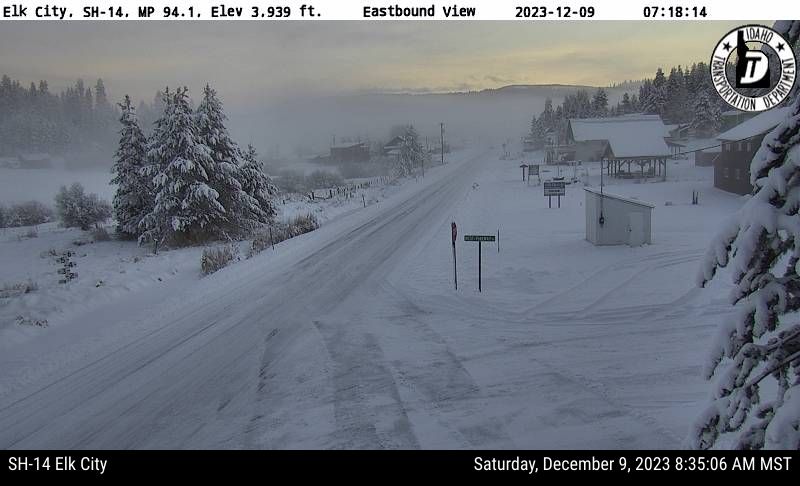 Elk City, SH-14, MP 94.1, Elev 3,939 ft. Eastbound View 2023-12-09 07:18:14
IDAHO
TRANSPORTATION DEPARTMENT
SH-14 Elk City
Saturday, December 9, 2023 8:35:06 AM MST